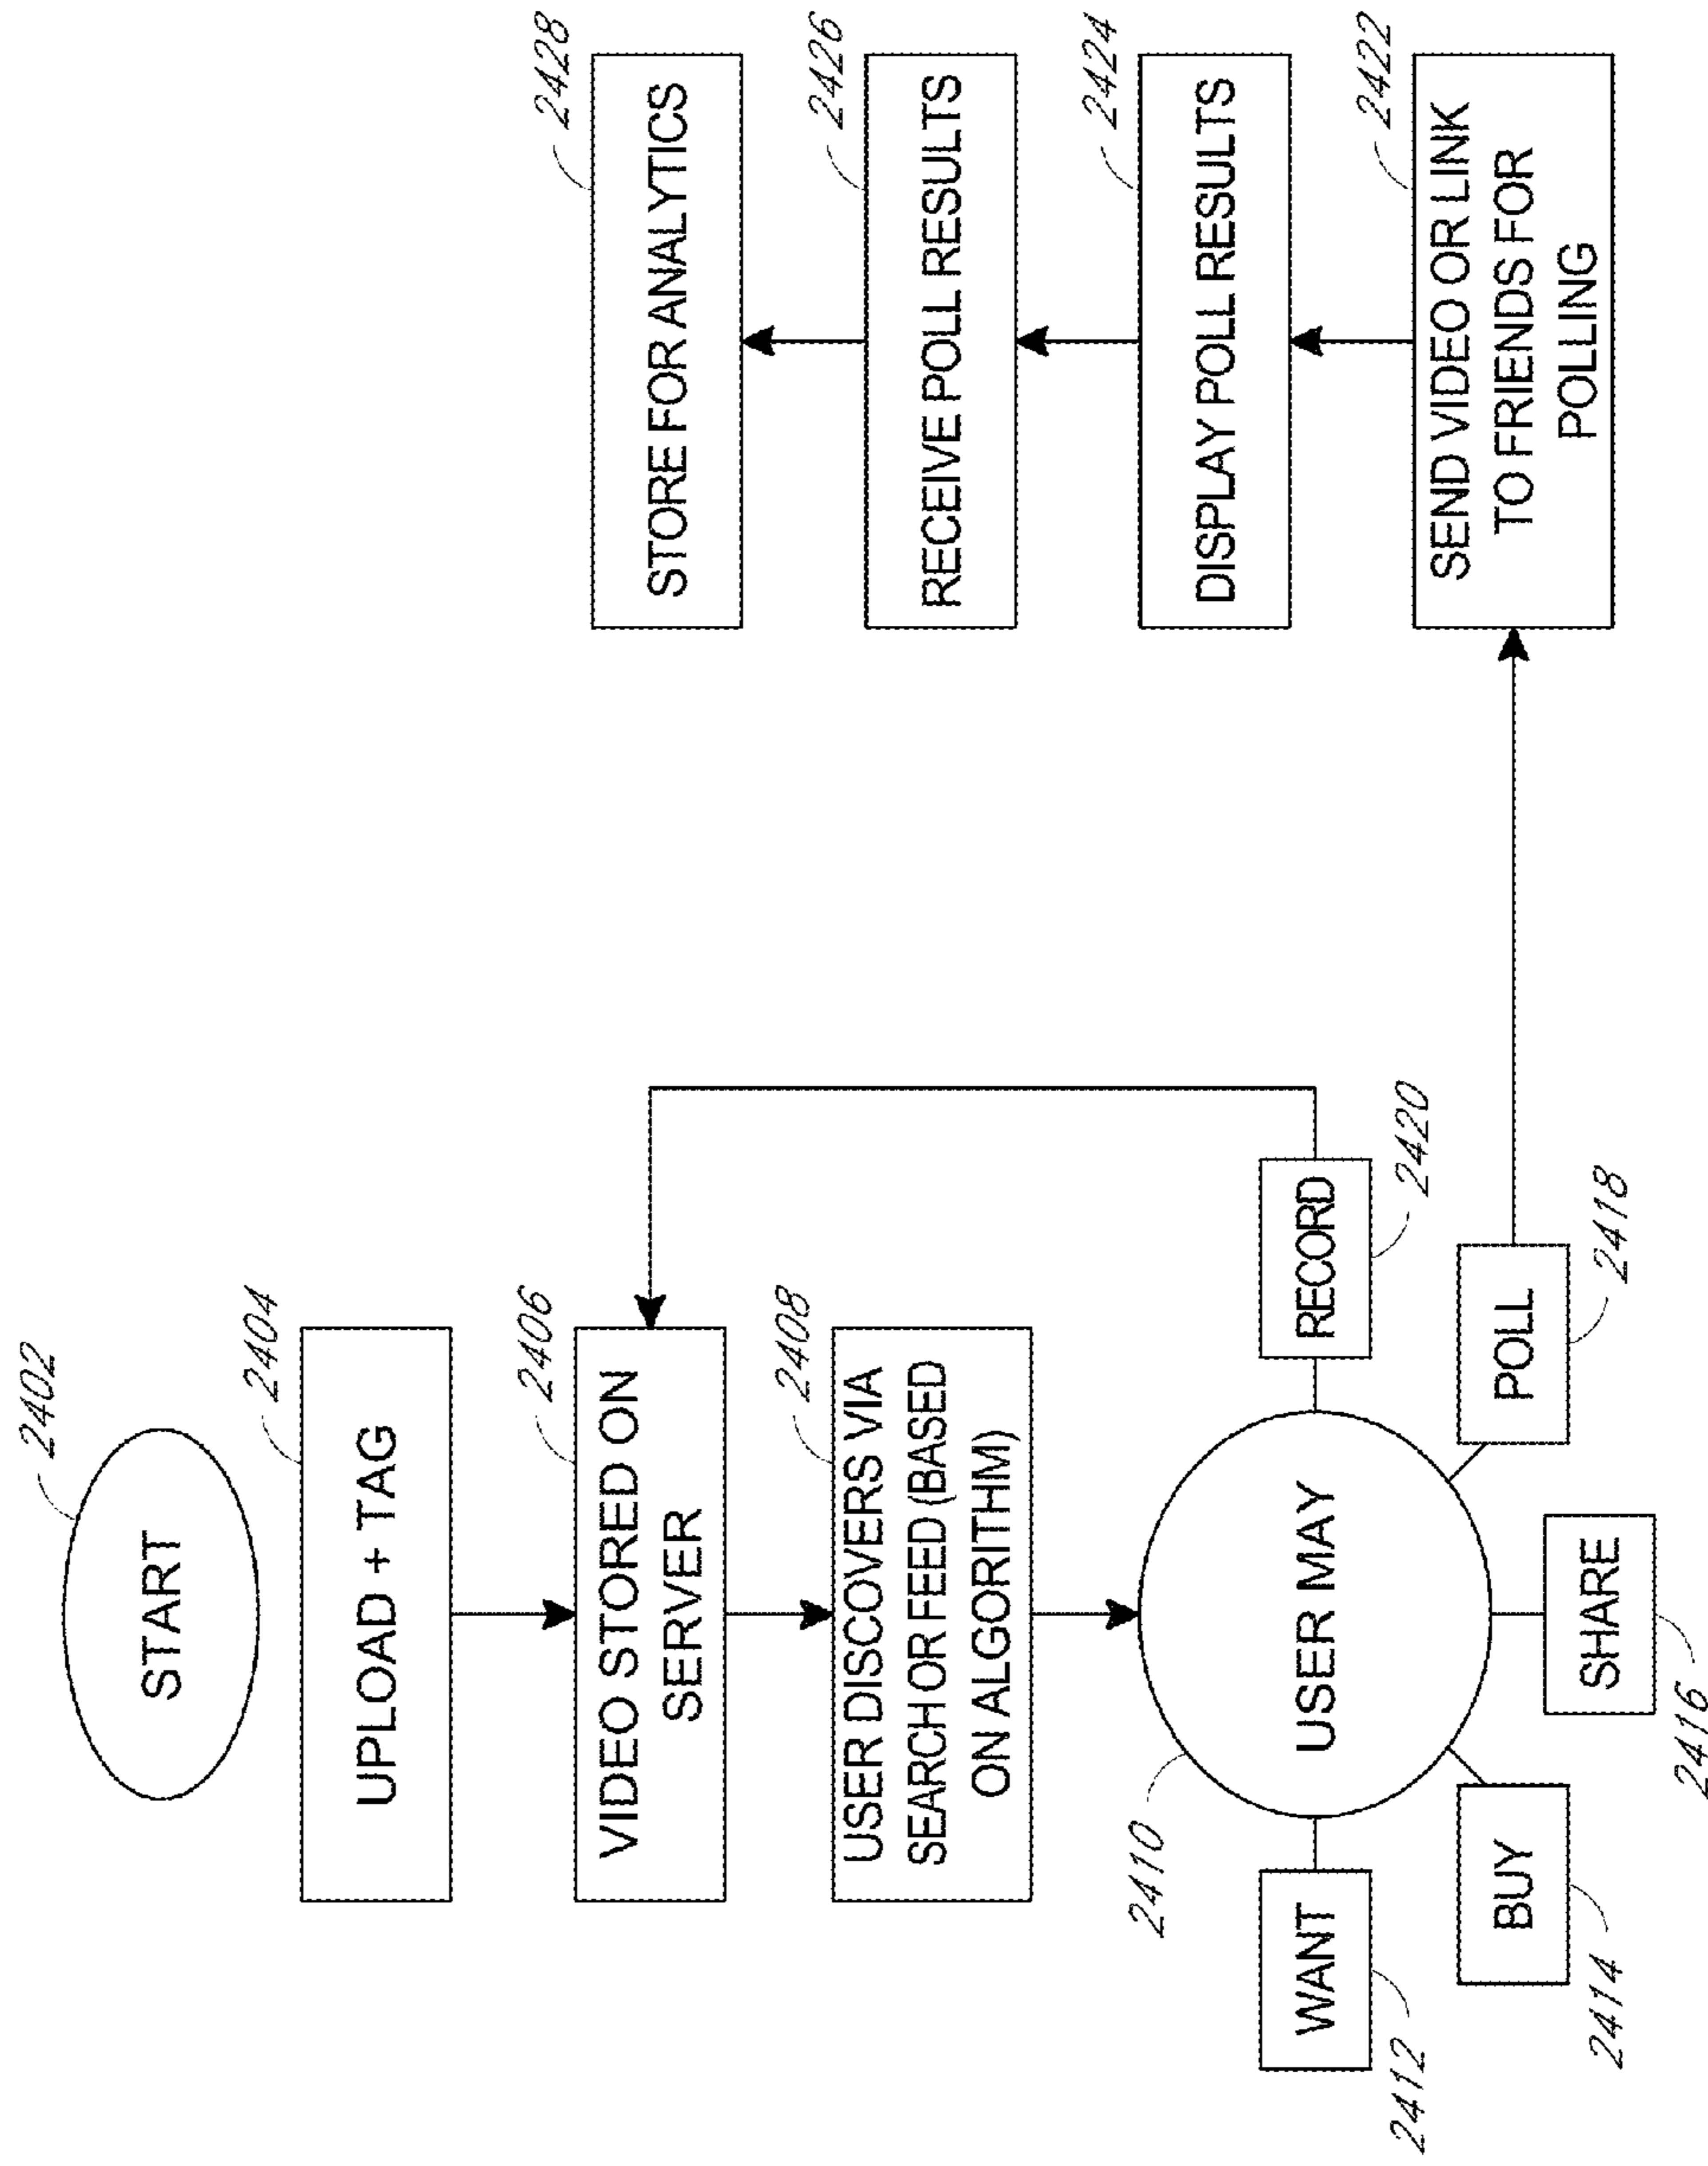 2402
START
2404
UPLOAD + TAG
2406
VIDEO STORED ON
SERVER
2408
USER DISCOVERS VIA
SEARCH OR FEED (BASED
ON ALGORITHM)
2410
USER MAY
2412
WANT
2414
BUY
2416
SHARE
2418
POLL
2420
RECORD
2422
SEND VIDEO OR LINK
TO FRIENDS FOR
POLLING
2424
DISPLAY POLL RESULTS
2426
RECEIVE POLL RESULTS
2428
STORE FOR ANALYTICS